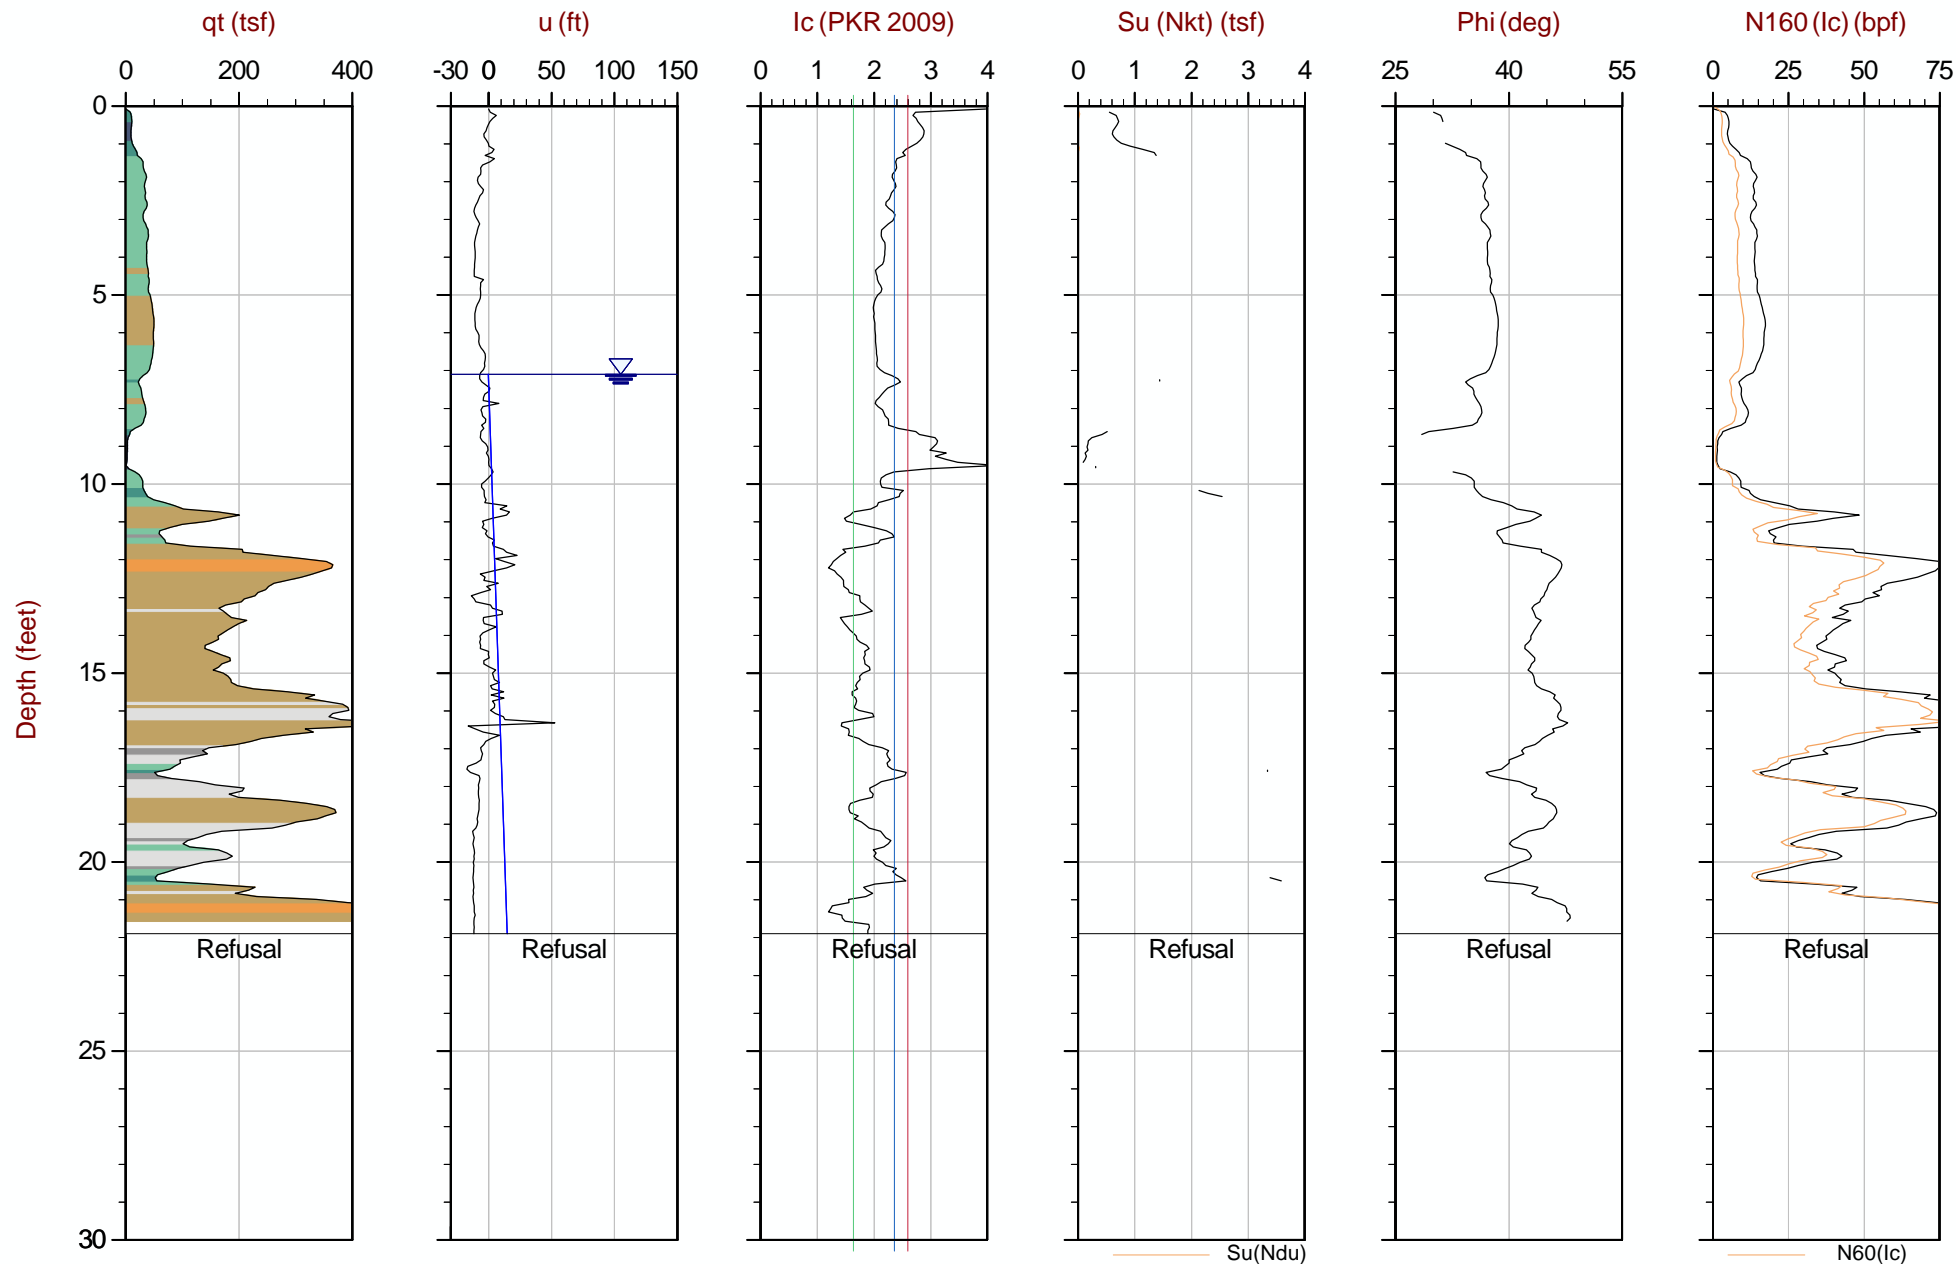 qt (tsf) u (ft) Ic (PKR 2009) Su (Nkt) (tsf) Phi (deg) N160 (Ic) (bpf)
0 200 400 -30 0 50 100 150 0 1 2 3 4 0 1 2 3 4 25 40 55 0 25 50 75
0
5
10
15
20
25
30
Depth (feet)
Refusal Refusal Refusal Refusal Refusal Refusal
Su(Ndu) N60(Ic)